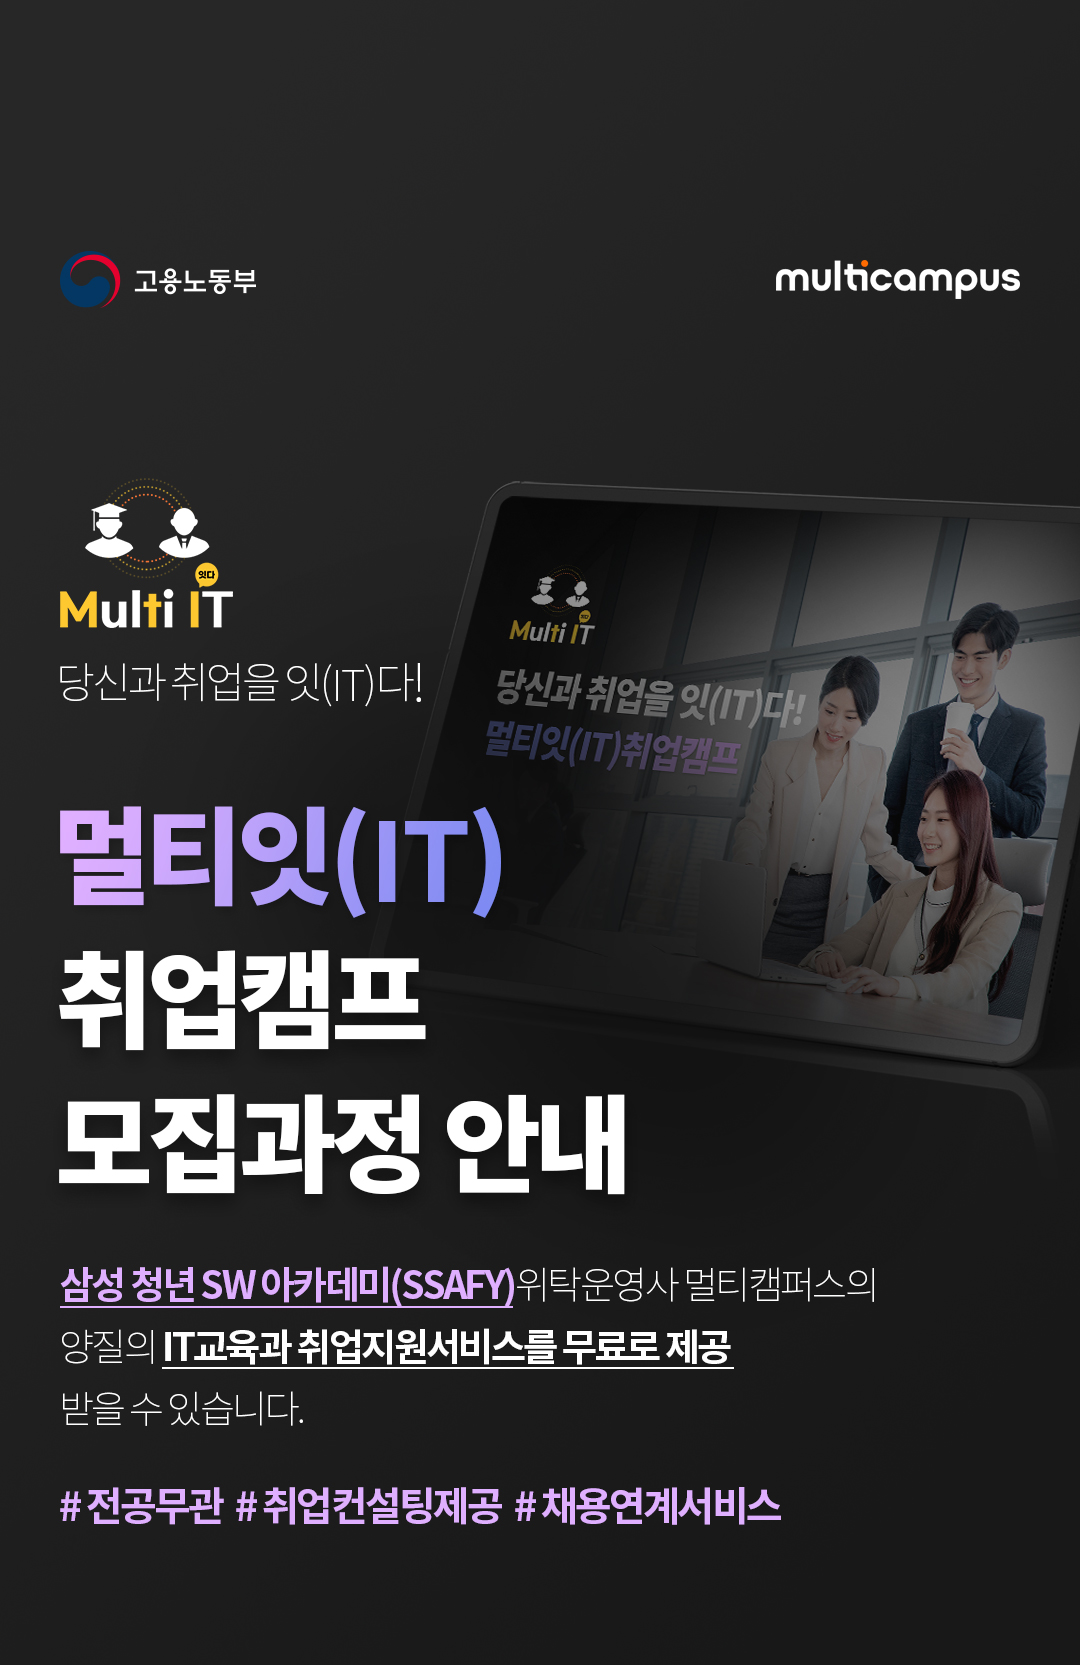 고용노동부
multicampus
잇다
Multi IT
당신과 취업을 잇(IT)다!
잇다
Multi IT
당신과 취업을 잇(IT)다!
멀티잇(IT)취업캠프
멀티잇(IT)
취업캠프
모집과정 안내
삼성 청년 SW 아카데미(SSAFY)위탁운영사 멀티캠퍼스의
양질의 IT교육과 취업지원서비스를 무료로 제공
받을 수 있습니다.
# 전공무관 # 취업컨설팅제공 # 채용연계서비스